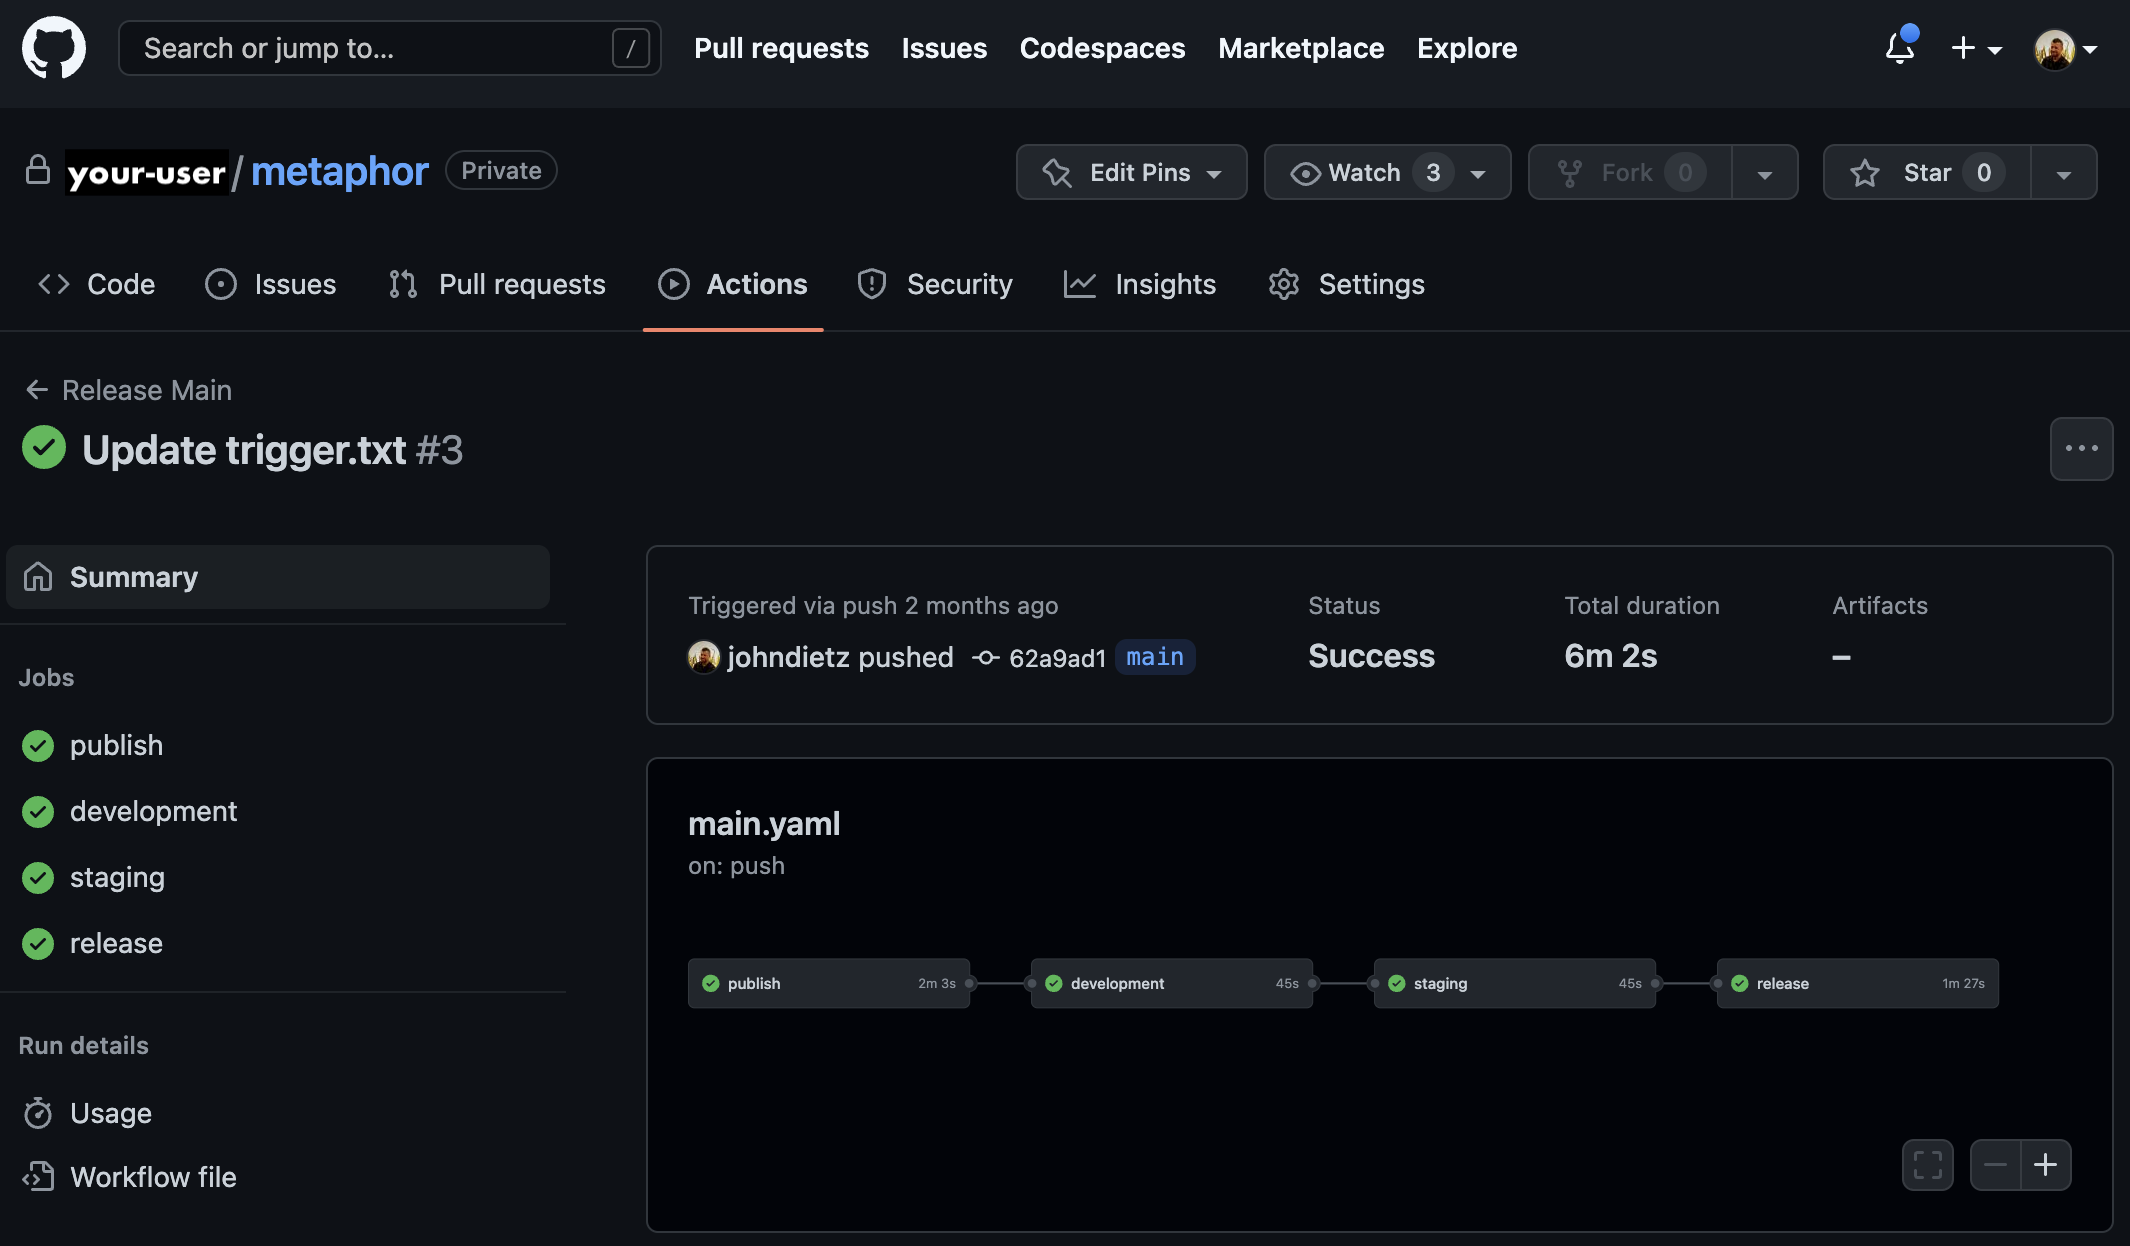 Search or jump to... / Pull requests Issues Codespaces Marketplace Explore
your-user / metaphor Private Edit Pins Watch 3 Fork 0 Star 0
Code Issues Pull requests Actions Security Insights Settings
Release Main
Update trigger.txt #3
Summary
Jobs
publish
development
staging
release
Run details
Usage
Workflow file
Triggered via push 2 months ago
johndietz pushed 62a9ad1 main
Status
Success
Total duration
6m 2s
Artifacts
–
main.yaml
on: push
publish 2m 3s
development 45s
staging 45s
release 1m 27s